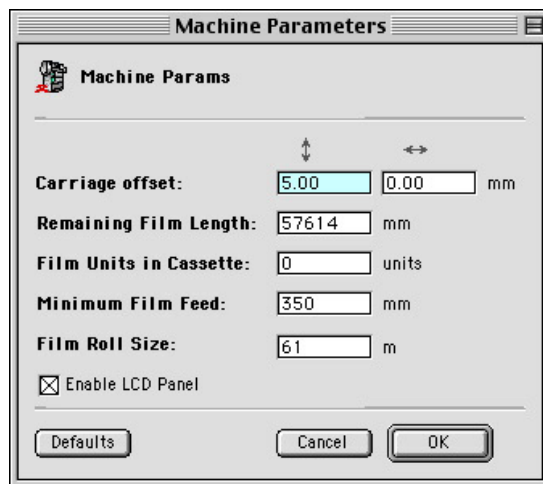 Machine Parameters
Machine Params
Carriage offset: 5.00 0.00 mm
Remaining Film Length: 57614 mm
Film Units in Cassette: 0 units
Minimum Film Feed: 350 mm
Film Roll Size: 61 m
Enable LCD Panel
Defaults Cancel OK